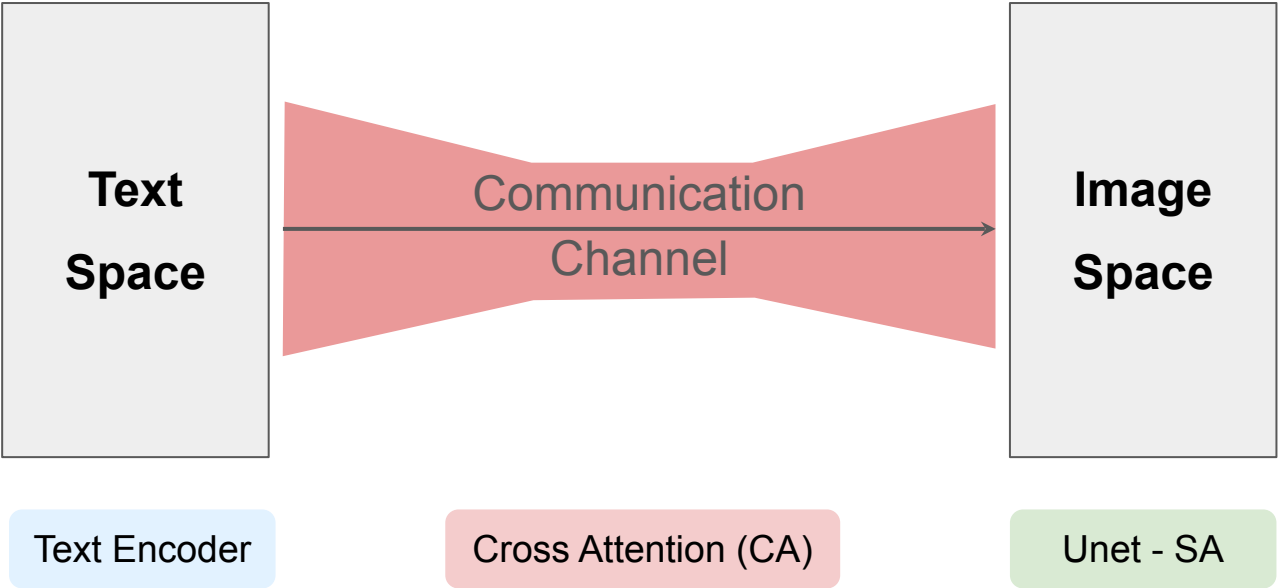 Text
Space
Communication
Channel
Image
Space
Text Encoder
Cross Attention (CA)
Unet - SA